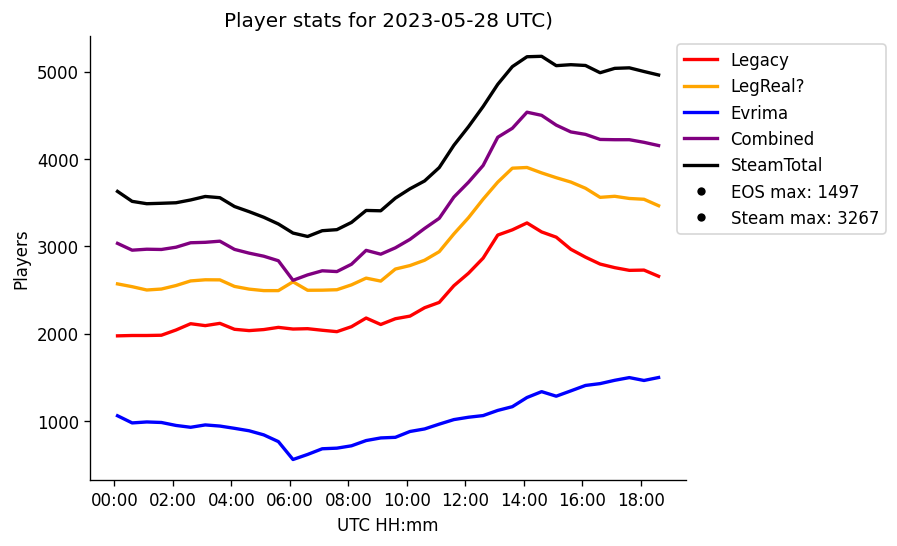 Player stats for 2023-05-28 UTC)
Players
5000
4000
3000
2000
1000
00:00 02:00 04:00 06:00 08:00 10:00 12:00 14:00 16:00 18:00
UTC HH:mm
Legacy
LegReal?
Evrima
Combined
SteamTotal
EOS max: 1497
Steam max: 3267